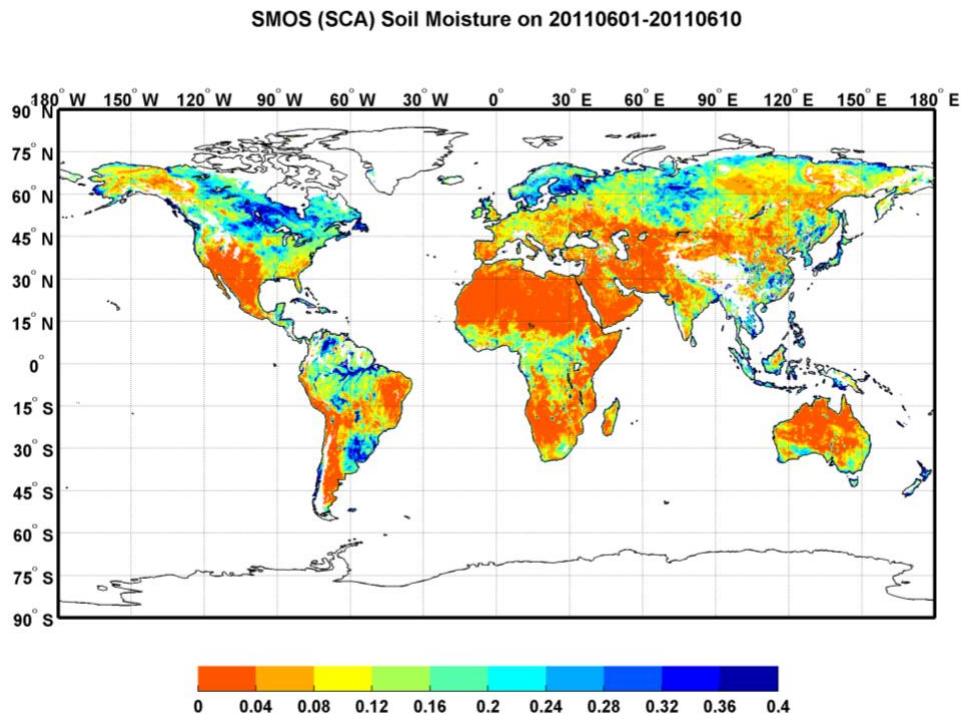 SMOS (SCA) Soil Moisture on 20110601-20110610
180° W 150° W 120° W 90° W 60° W 30° W 0° 30° E 60° E 90° E 120° E 150° E 180° E
90° N
75° N
60° N
45° N
30° N
15° N
0°
15° S
30° S
45° S
60° S
75° S
90° S
0 0.04 0.08 0.12 0.16 0.2 0.24 0.28 0.32 0.36 0.4